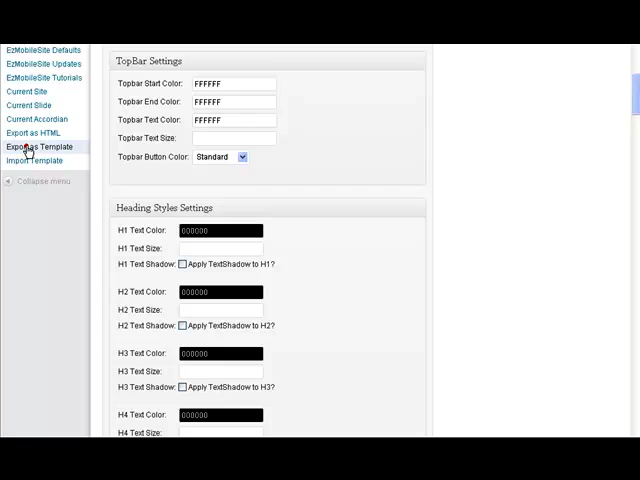 EzMobileSite Defaults
EzMobileSite Updates
EzMobileSite Tutorials
Current Site
Current Slide
Current Accordian
Export as HTML
Export as Template
Import Template
Collapse menu
TopBar Settings
Topbar Start Color: FFFFFF
Topbar End Color: FFFFFF
Topbar Text Color: FFFFFF
Topbar Text Size:
Topbar Button Color: Standard
Heading Styles Settings
H1 Text Color: 000000
H1 Text Size:
H1 Text Shadow: Apply TextShadow to H1?
H2 Text Color: 000000
H2 Text Size:
H2 Text Shadow: Apply TextShadow to H2?
H3 Text Color: 000000
H3 Text Size:
H3 Text Shadow: Apply TextShadow to H3?
H4 Text Color: 000000
H4 Text Size: